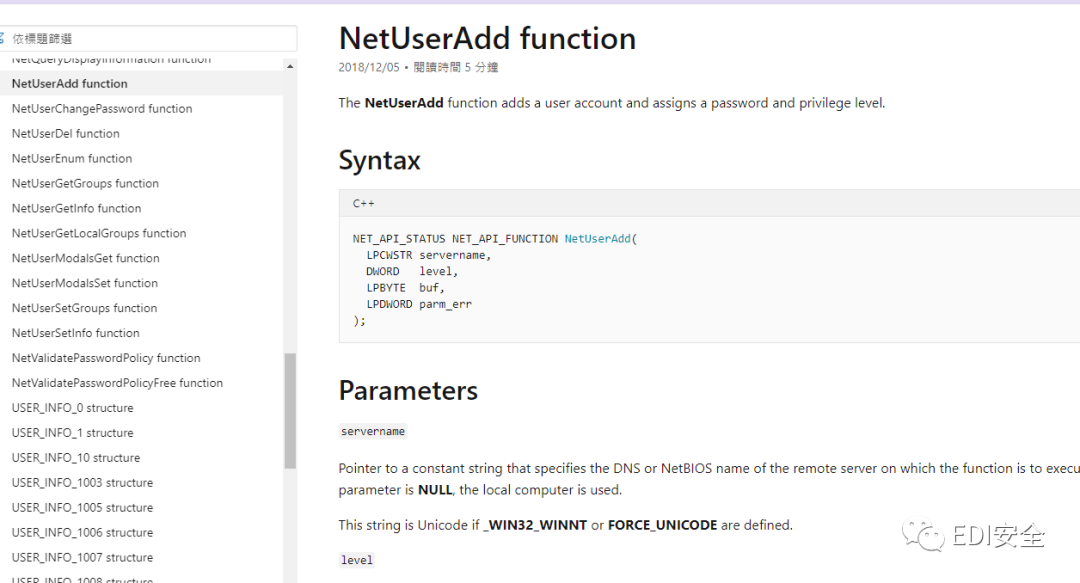 依標題篩選
NetQueryDisplayInformation function
NetUserAdd function
NetUserChangePassword function
NetUserDel function
NetUserEnum function
NetUserGetGroups function
NetUserGetInfo function
NetUserGetLocalGroups function
NetUserModalsGet function
NetUserModalsSet function
NetUserSetGroups function
NetUserSetInfo function
NetValidatePasswordPolicy function
NetValidatePasswordPolicyFree function
USER_INFO_0 structure
USER_INFO_1 structure
USER_INFO_10 structure
USER_INFO_1003 structure
USER_INFO_1005 structure
USER_INFO_1006 structure
USER_INFO_1007 structure
USER_INFO_1008 structure
NetUserAdd function
2018/12/05 • 閱讀時間 5 分鐘
The NetUserAdd function adds a user account and assigns a password and privilege level.
Syntax
C++
NET_API_STATUS NET_API_FUNCTION NetUserAdd(
LPCWSTR servername,
DWORD level,
LPBYTE buf,
LPDWORD parm_err
);
Parameters
servername
Pointer to a constant string that specifies the DNS or NetBIOS name of the remote server on which the function is to execu
parameter is NULL, the local computer is used.
This string is Unicode if _WIN32_WINNT or FORCE_UNICODE are defined.
level
EDI安全